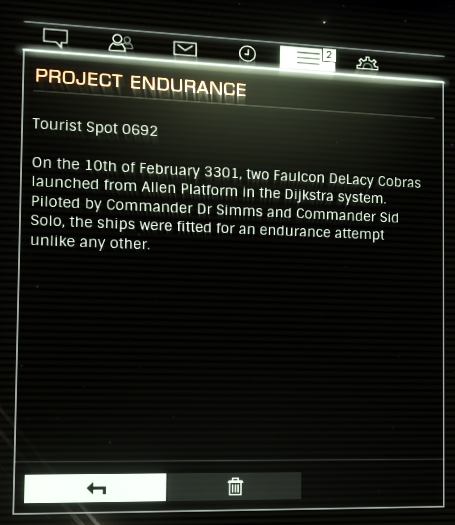 2
PROJECT ENDURANCE
Tourist Spot 0692
On the 10th of February 3301, two Faulcon DeLacy Cobras
launched from Allen Platform in the Dijkstra system.
Piloted by Commander Dr Simms and Commander Sid
Solo, the ships were fitted for an endurance attempt
unlike any other.